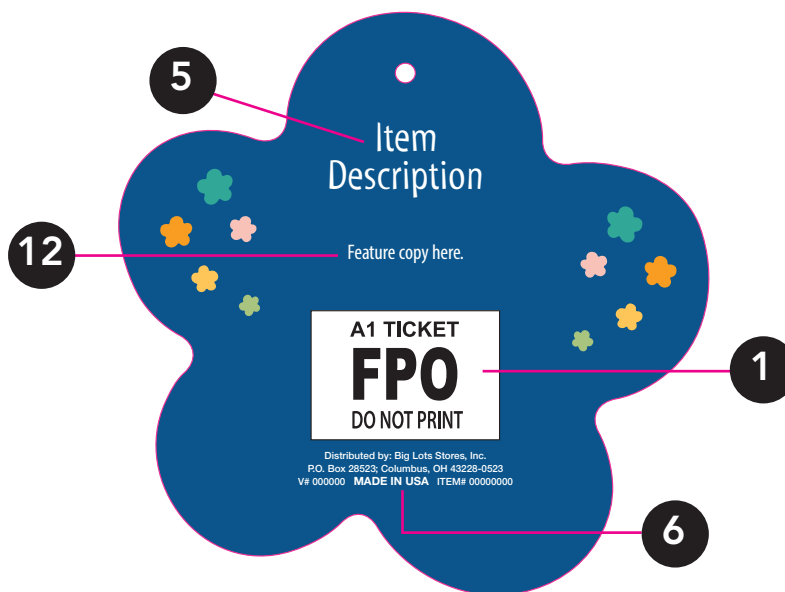 5
Item
Description
12
Feature copy here.
A1 TICKET
FPO
DO NOT PRINT
1
Distributed by: Big Lots Stores, Inc.
P.O. Box 28523; Columbus, OH 43228-0523
V# 000000 MADE IN USA ITEM# 00000000
6